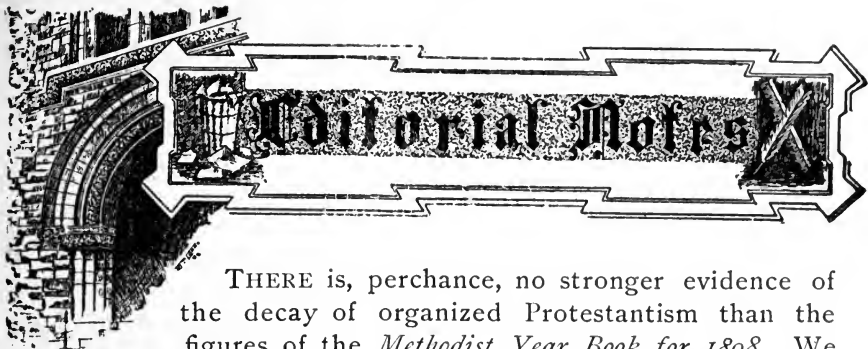 Editorial Notes
THERE is, perchance, no stronger evidence of
the decay of organized Protestantism than the
figures of the Methodist Year Book for 1898. We